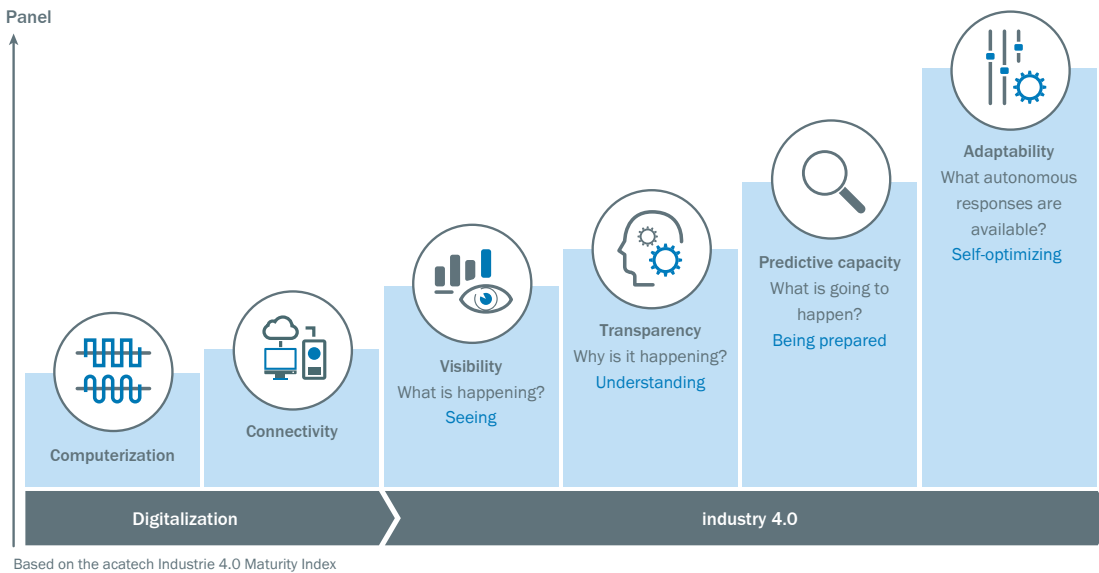 Panel
Computerization
Connectivity
Visibility
What is happening?
Seeing
Transparency
Why is it happening?
Understanding
Predictive capacity
What is going to
happen?
Being prepared
Adaptability
What autonomous
responses are
available?
Self-optimizing
Digitalization
industry 4.0
Based on the acatech Industrie 4.0 Maturity Index